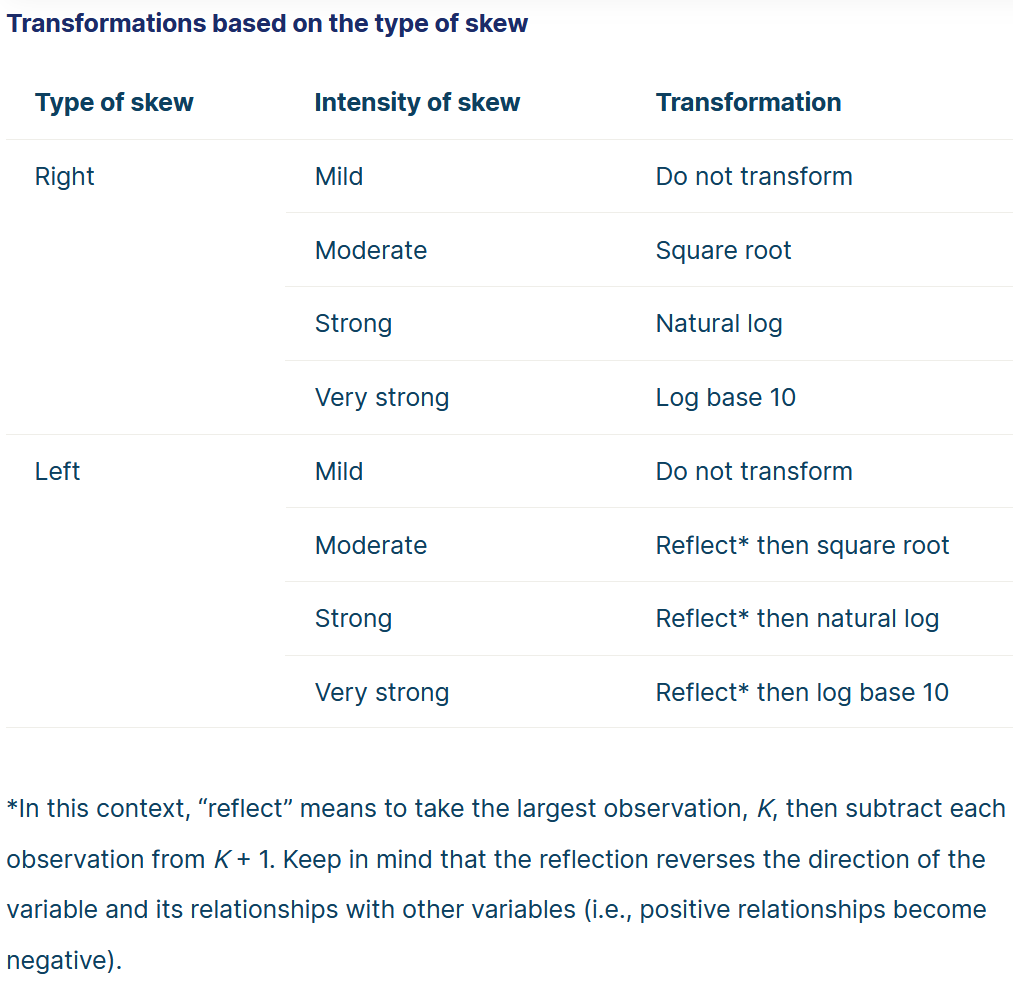 Transformations based on the type of skew
Type of skew Intensity of skew Transformation
Right Mild Do not transform
Moderate Square root
Strong Natural log
Very strong Log base 10
Left Mild Do not transform
Moderate Reflect* then square root
Strong Reflect* then natural log
Very strong Reflect* then log base 10
*In this context, “reflect” means to take the largest observation, K, then subtract each
observation from K + 1. Keep in mind that the reflection reverses the direction of the
variable and its relationships with other variables (i.e., positive relationships become
negative).